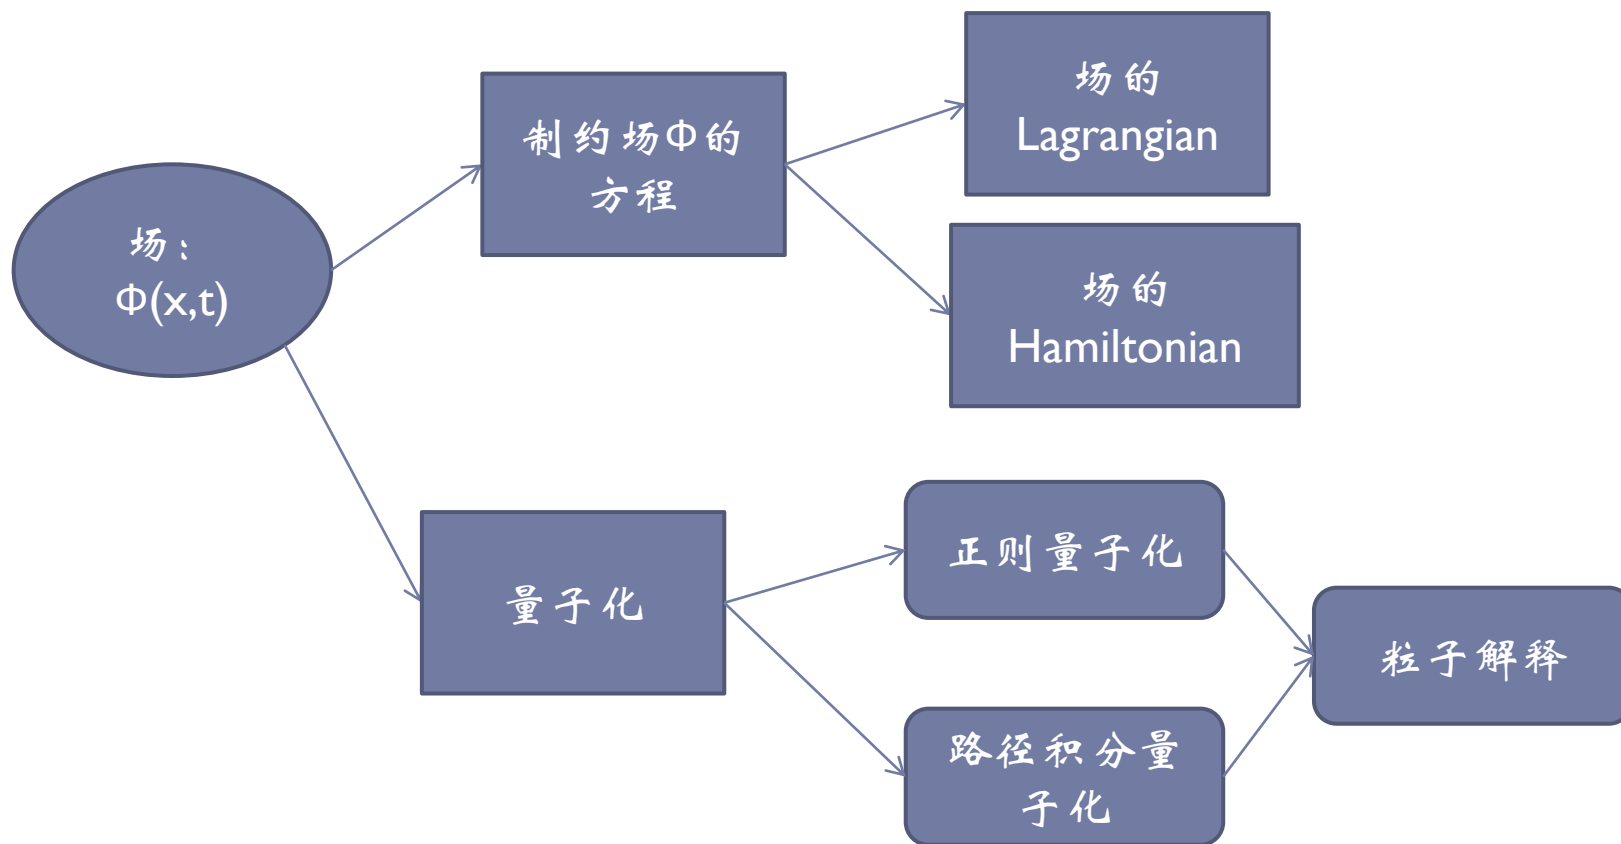 场：
Φ(x,t)
制约场Φ的
方程
场的
Lagrangian
场的
Hamiltonian
量子化
正则量子化
路径积分量
子化
粒子解释